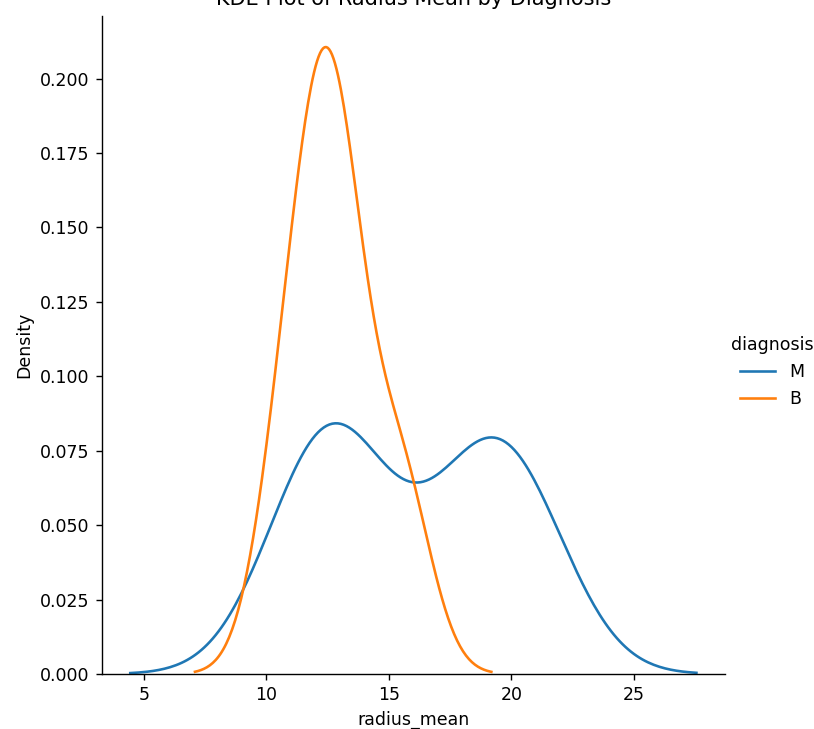 KDE Plot of Radius Mean by Diagnosis
0.200
0.175
0.150
0.125
0.100
0.075
0.050
0.025
0.000
Density
5 10 15 20 25
radius_mean
diagnosis
M
B